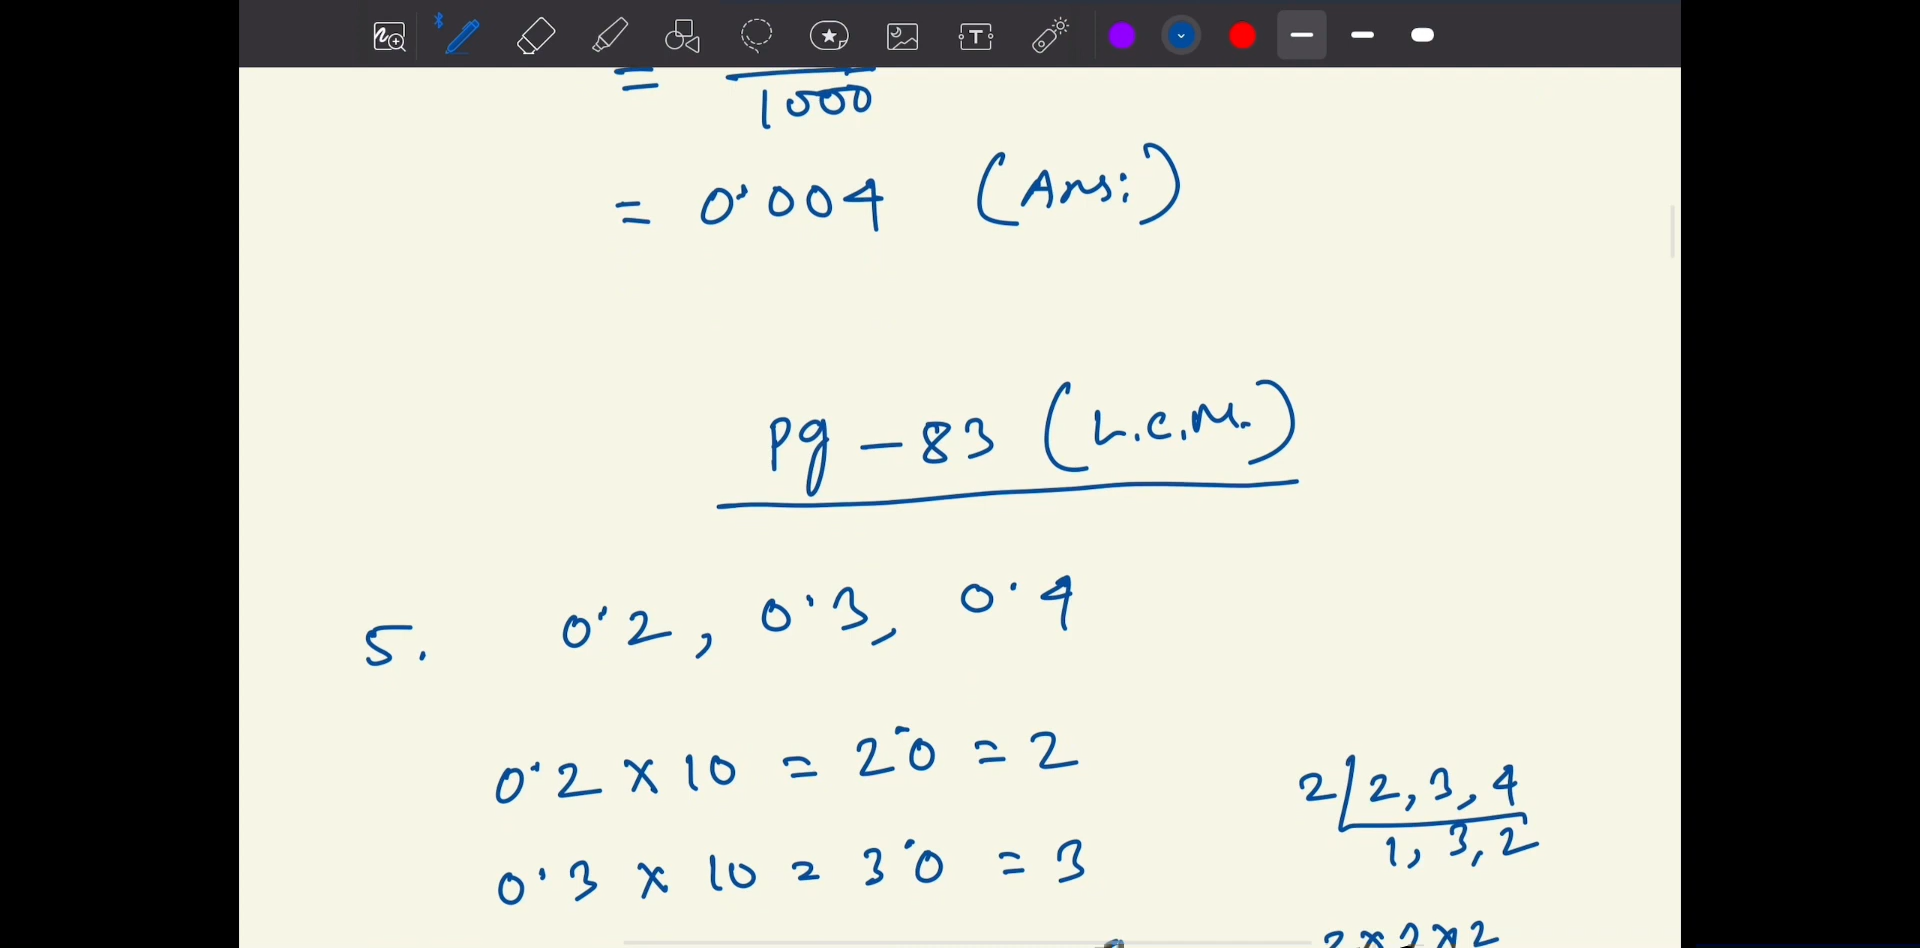 = 
1000
= 0.004 (Ans:)
Pg - 83 (L.C.M.)
5. 0.2, 0.3, 0.4
0.2 × 10 = 2.0 = 2
2 | 2, 3, 4
1, 3, 2
0.3 × 10 = 3.0 = 3